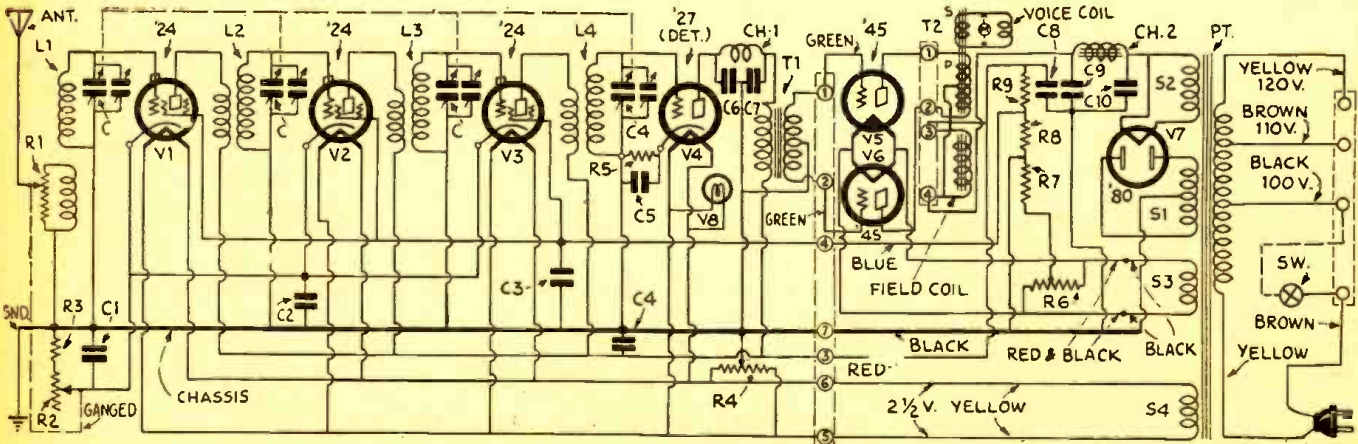 ANT.
L1
'24
L2
'24
L3
'24
L4
'27
(DET.)
CH-1
T1
GREEN
'45
T2
S
P
VOICE COIL
C8
CH.2
PT.
C
C
C
C4
C6
C7
C9
C10
R9
R8
R7
S2
YELLOW
120 V.
BROWN
110 V.
BLACK
100 V.
V1
V2
V3
V4
R5
C5
V8
V5
V6
'45
V7
'80
S1
R1
1
2
4
7
3
6
5
1
2
3
4
GREEN
BLUE
FIELD COIL
R6
S3
SW.
BROWN
YELLOW
GND.
R3
C1
C2
C3
C4
BLACK
RED & BLACK
BLACK
RED
R2
GANGED
CHASSIS
R4
2½ V. YELLOW
S4